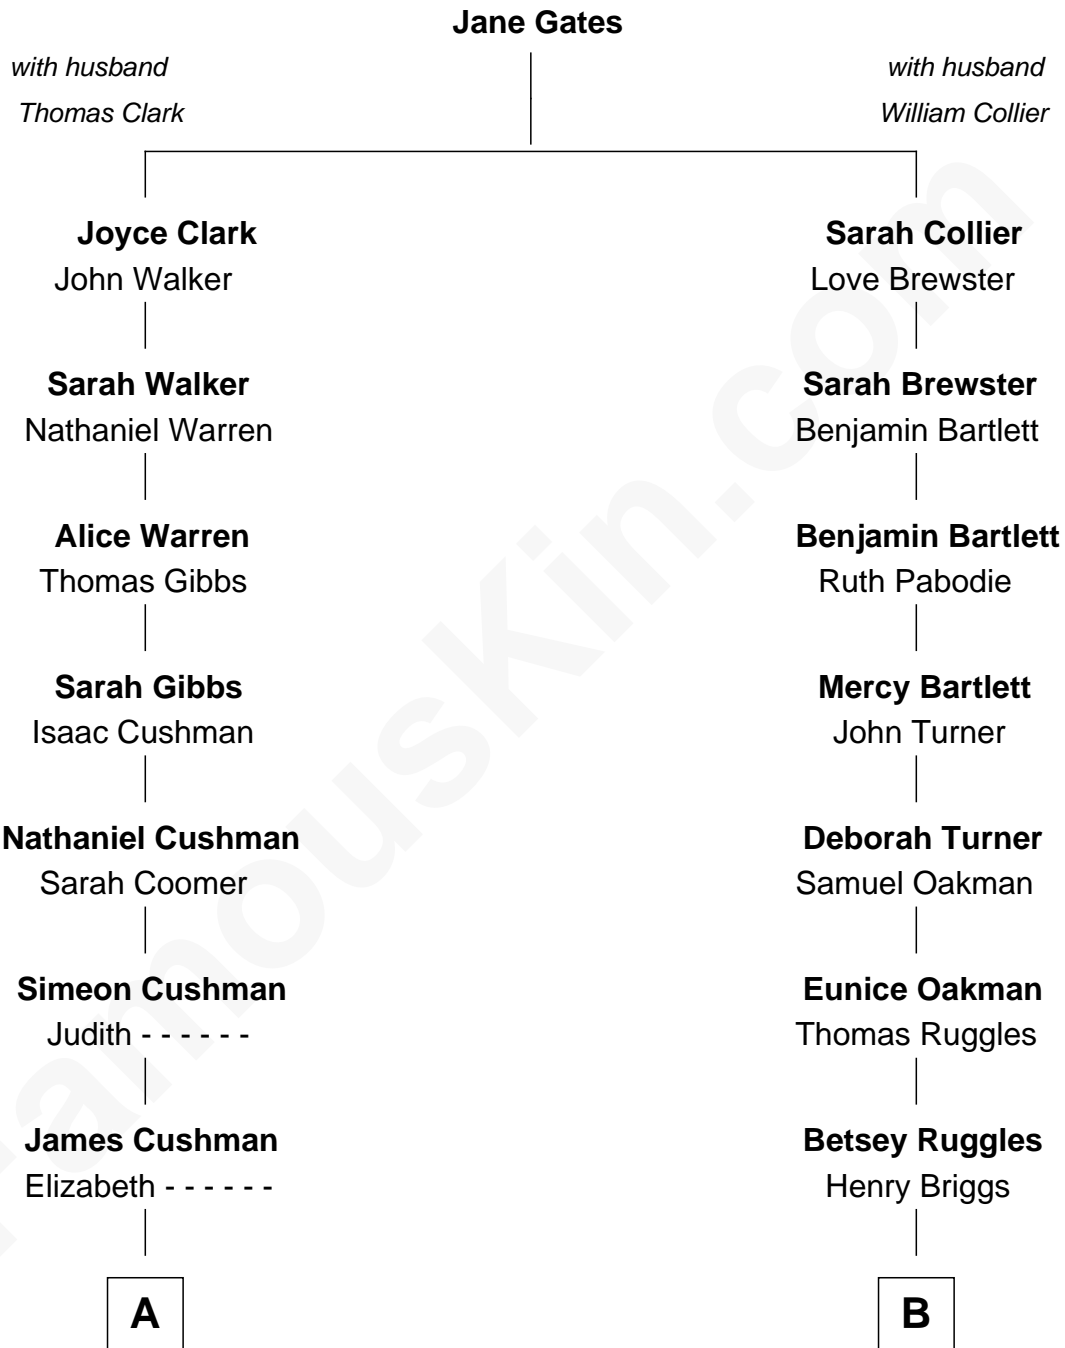 Jane Gates
with husband
Thomas Clark
with husband
William Collier
Joyce Clark
John Walker
Sarah Walker
Nathaniel Warren
Alice Warren
Thomas Gibbs
Sarah Gibbs
Isaac Cushman
Nathaniel Cushman
Sarah Coomer
Simeon Cushman
Judith - - - - - -
James Cushman
Elizabeth - - - - - -
A
Sarah Collier
Love Brewster
Sarah Brewster
Benjamin Bartlett
Benjamin Bartlett
Ruth Pabodie
Mercy Bartlett
John Turner
Deborah Turner
Samuel Oakman
Eunice Oakman
Thomas Ruggles
Betsey Ruggles
Henry Briggs
B
FamousKin.com